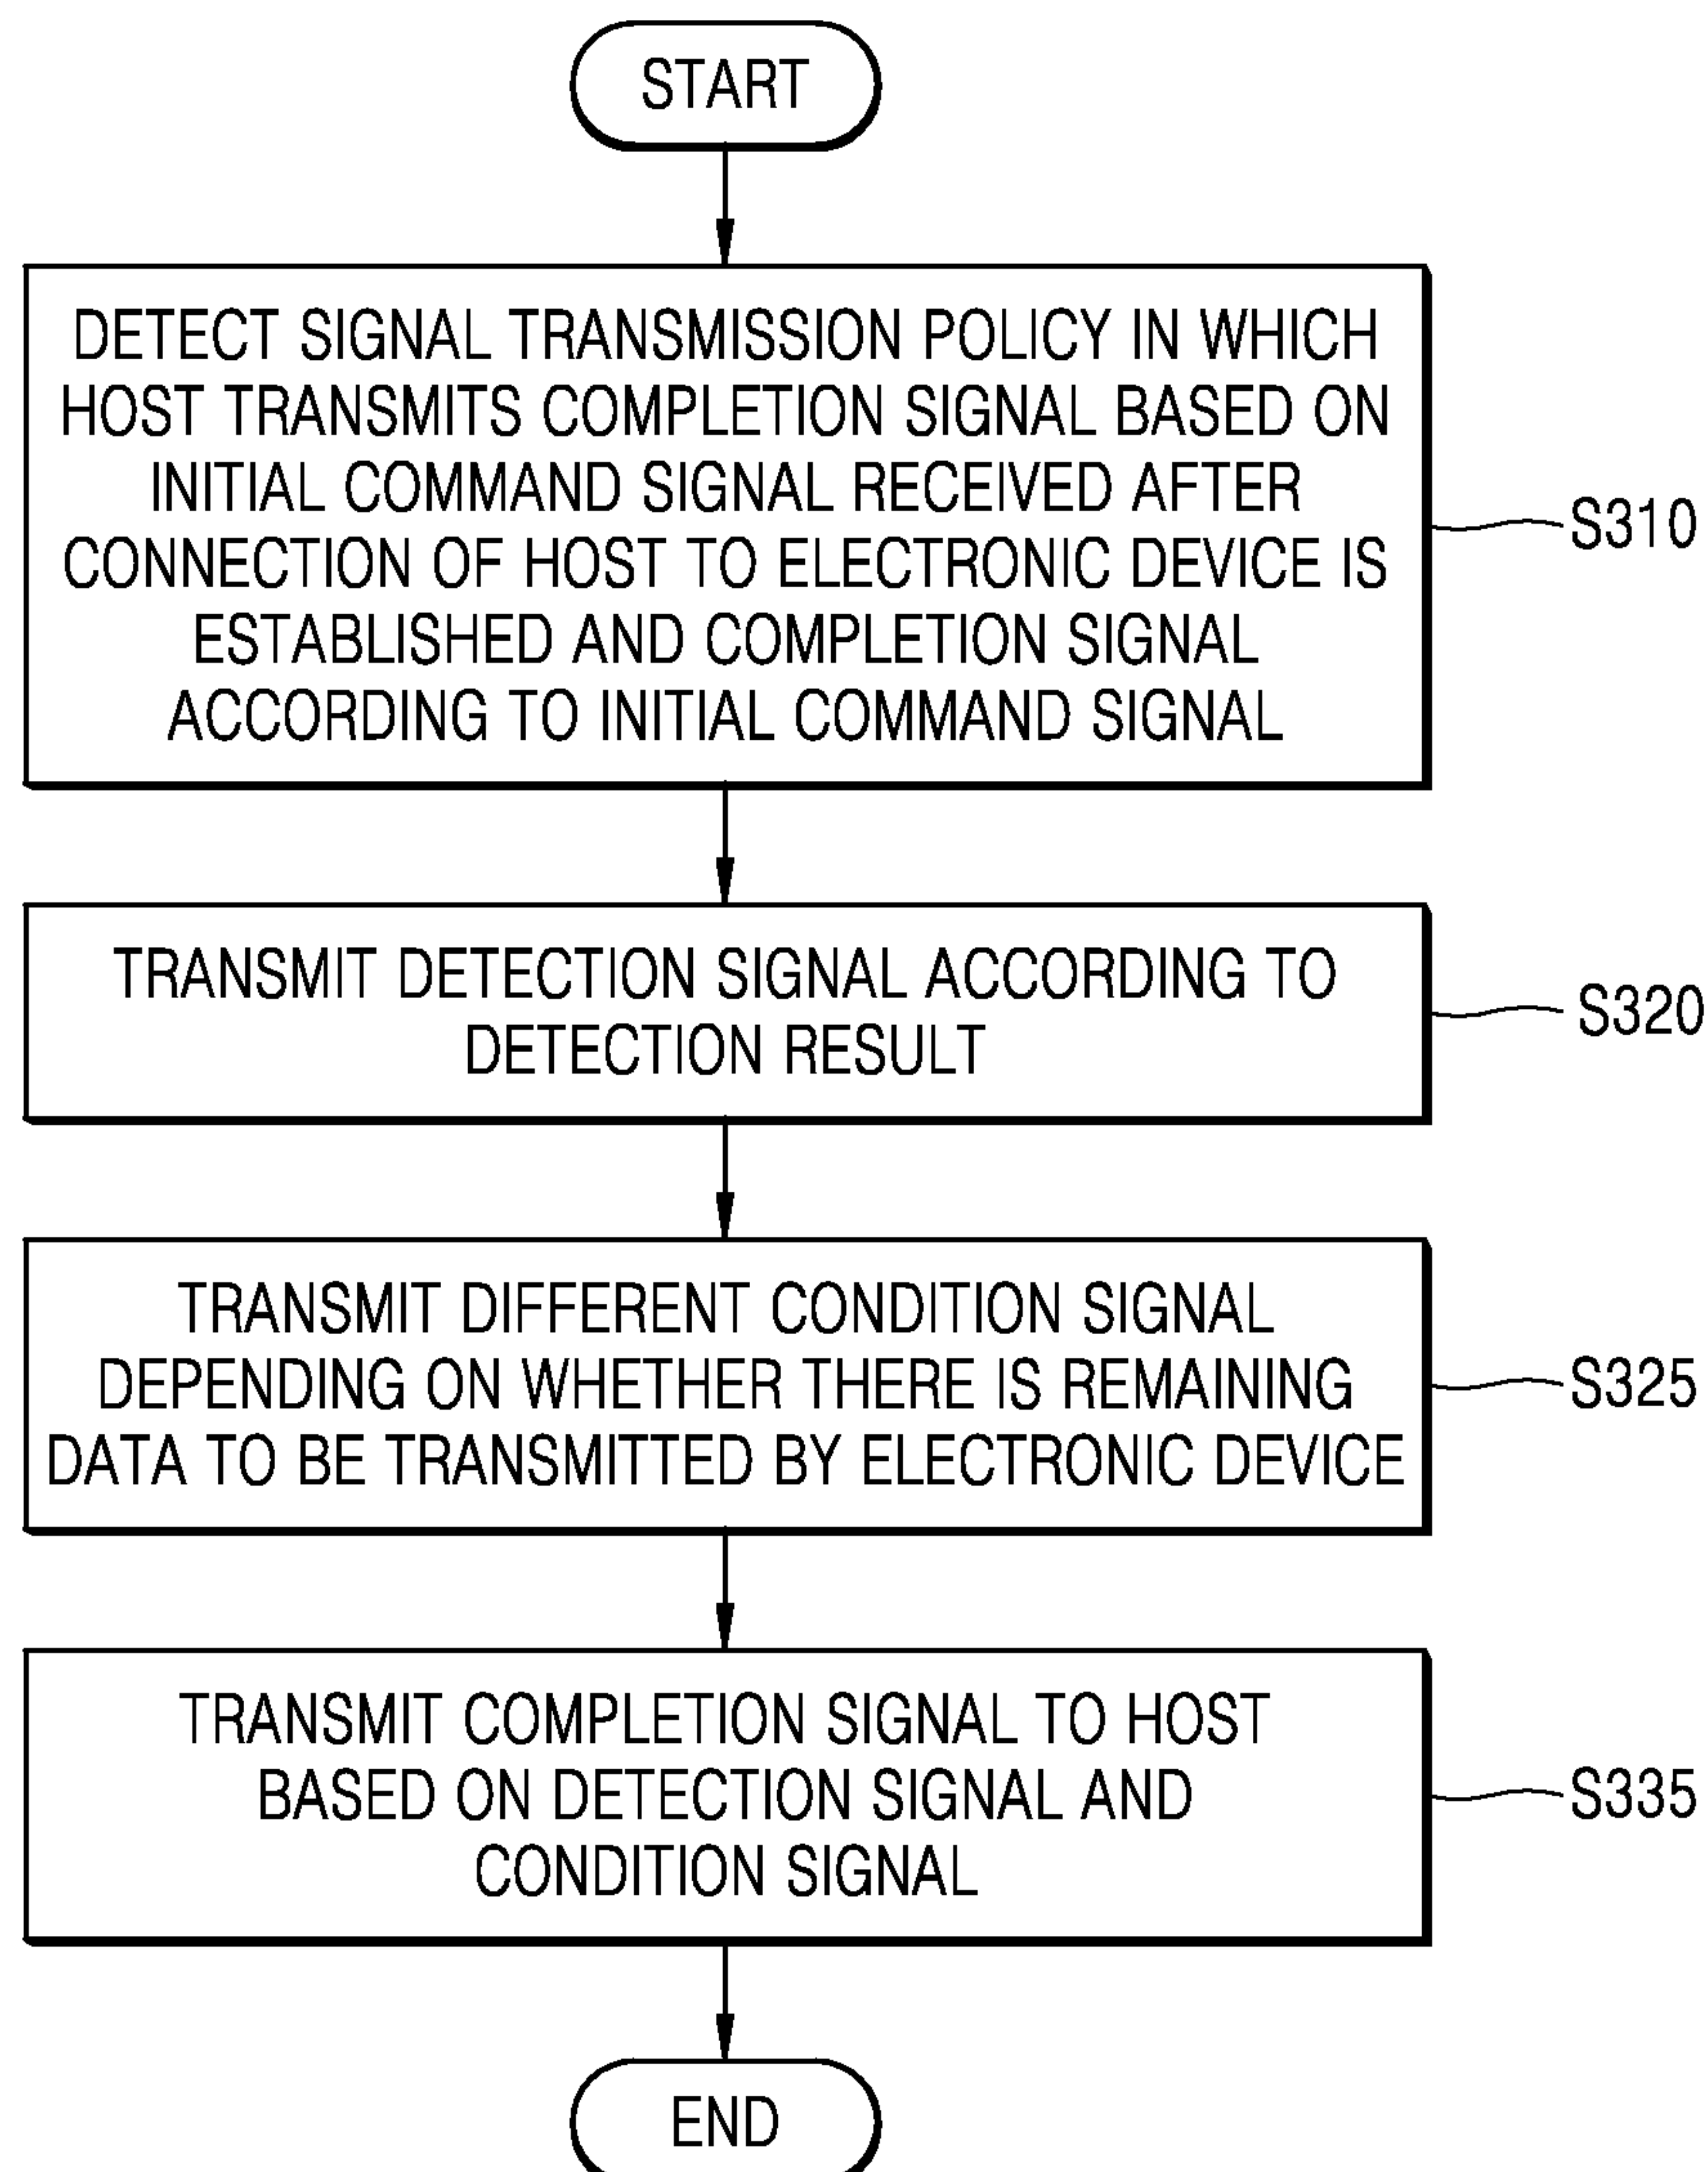 START
DETECT SIGNAL TRANSMISSION POLICY IN WHICH
HOST TRANSMITS COMPLETION SIGNAL BASED ON
INITIAL COMMAND SIGNAL RECEIVED AFTER
CONNECTION OF HOST TO ELECTRONIC DEVICE IS
ESTABLISHED AND COMPLETION SIGNAL
ACCORDING TO INITIAL COMMAND SIGNAL
S310
TRANSMIT DETECTION SIGNAL ACCORDING TO
DETECTION RESULT
S320
TRANSMIT DIFFERENT CONDITION SIGNAL
DEPENDING ON WHETHER THERE IS REMAINING
DATA TO BE TRANSMITTED BY ELECTRONIC DEVICE
S325
TRANSMIT COMPLETION SIGNAL TO HOST
BASED ON DETECTION SIGNAL AND
CONDITION SIGNAL
S335
END